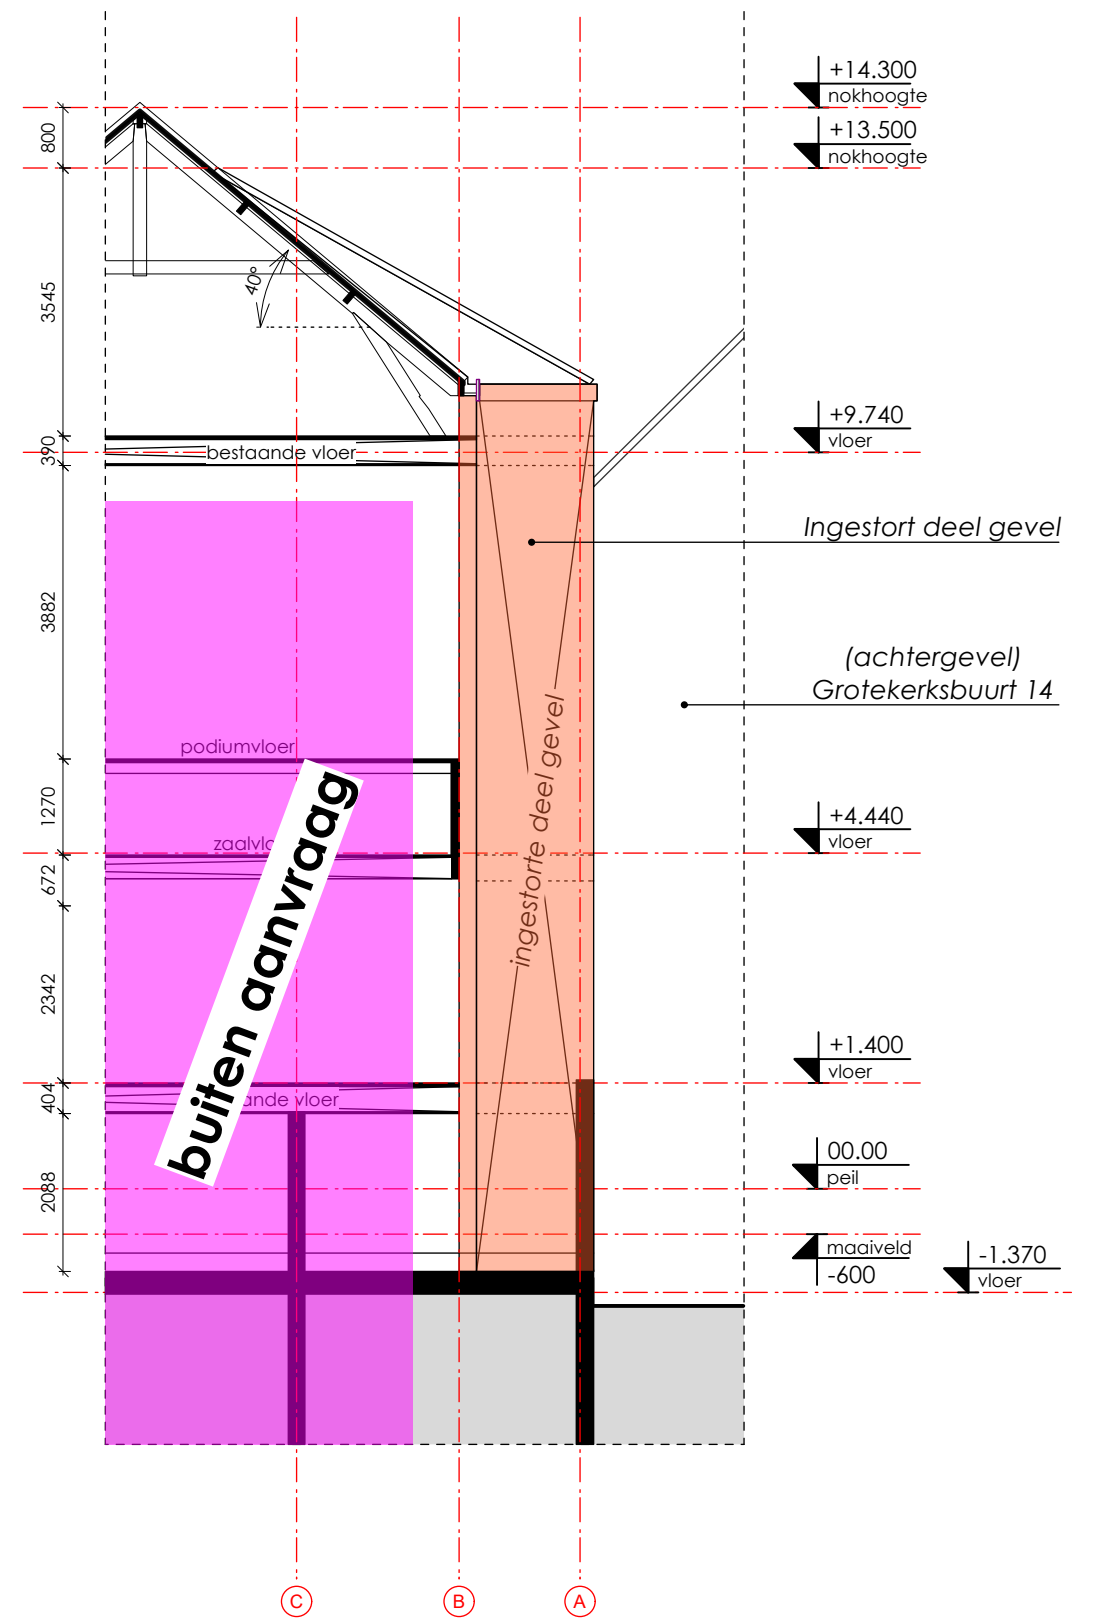 +14.300
nokhoogte
+13.500
nokhoogte
800
3545
40°
+9.740
vloer
390
bestaande vloer
Ingestort deel gevel
3882
(achtergevel)
Grotekerksbuurt 14
podiumvloer
1270
+4.440
vloer
zaalvlo
672
ingestorte deel gevel
buiten aanvraag
2342
+1.400
vloer
404
ande vloer
00.00
peil
2088
maaiveld
-600
-1.370
vloer
C
B
A